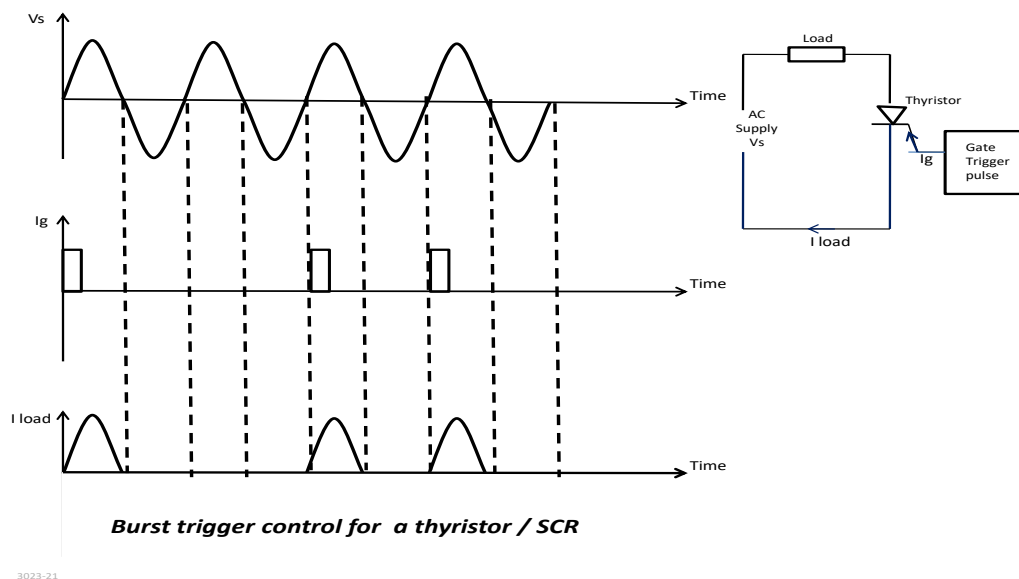 Vs
Time
Load
AC
Supply
Vs
Thyristor
Ig
Gate
Trigger
pulse
I load
Ig
Time
I load
Time
Burst trigger control for a thyristor / SCR
3023-21